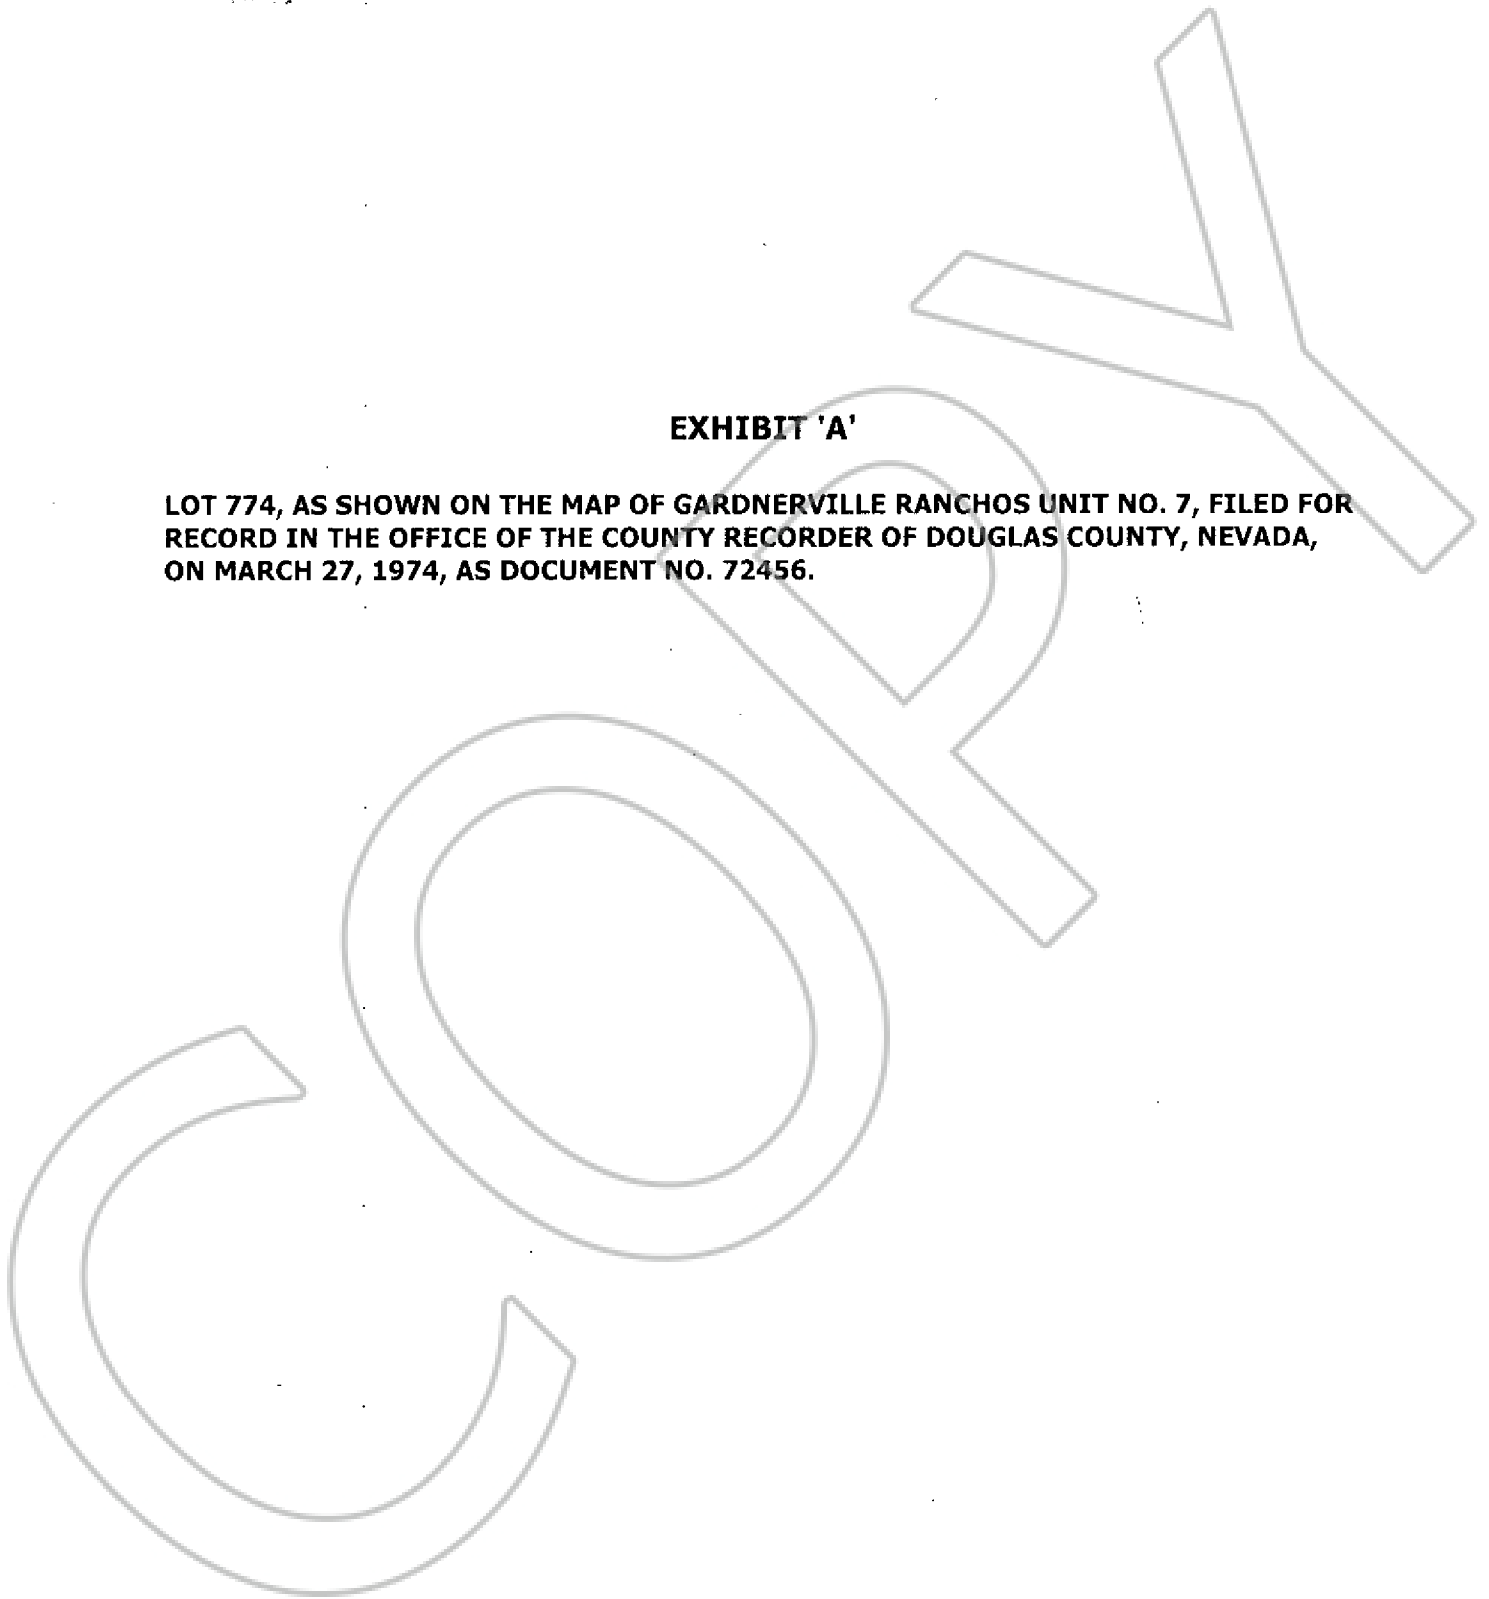 EXHIBIT 'A'
LOT 774, AS SHOWN ON THE MAP OF GARDNERVILLE RANCHOS UNIT NO. 7, FILED FOR
RECORD IN THE OFFICE OF THE COUNTY RECORDER OF DOUGLAS COUNTY, NEVADA,
ON MARCH 27, 1974, AS DOCUMENT NO. 72456.
COPY